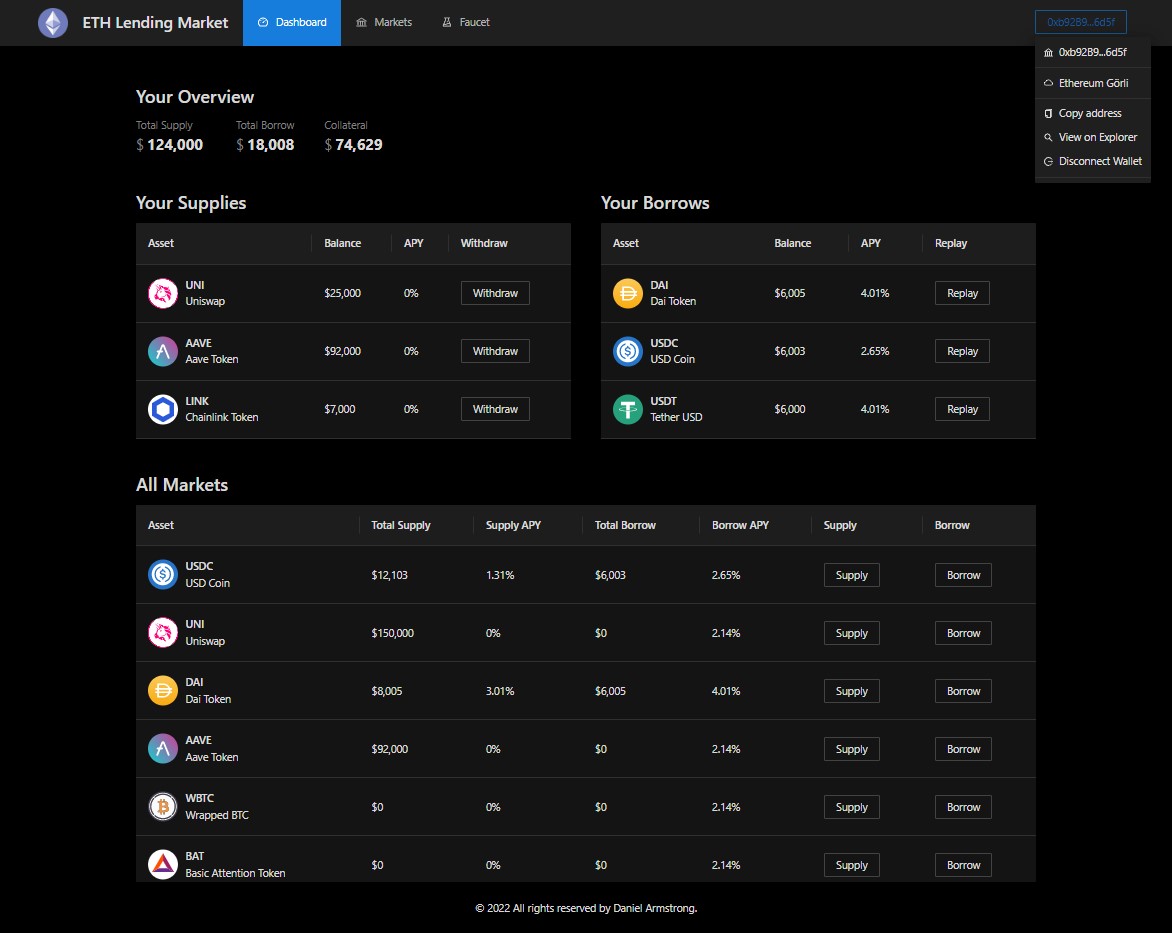 ETH Lending Market
Dashboard
Markets
Faucet
0xb92B9...6d5f
0xb92B9...6d5f
Ethereum Görli
Copy address
View on Explorer
Disconnect Wallet
Your Overview
Total Supply Total Borrow Collateral
$ 124,000 $ 18,008 $ 74,629
Your Supplies
Asset Balance APY Withdraw
UNI
Uniswap
$25,000 0% Withdraw
AAVE
Aave Token
$92,000 0% Withdraw
LINK
Chainlink Token
$7,000 0% Withdraw
Your Borrows
Asset Balance APY Replay
DAI
Dai Token
$6,005 4.01% Replay
USDC
USD Coin
$6,003 2.65% Replay
USDT
Tether USD
$6,000 4.01% Replay
All Markets
Asset Total Supply Supply APY Total Borrow Borrow APY Supply Borrow
USDC
USD Coin
$12,103 1.31% $6,003 2.65% Supply Borrow
UNI
Uniswap
$150,000 0% $0 2.14% Supply Borrow
DAI
Dai Token
$8,005 3.01% $6,005 4.01% Supply Borrow
AAVE
Aave Token
$92,000 0% $0 2.14% Supply Borrow
WBTC
Wrapped BTC
$0 0% $0 2.14% Supply Borrow
BAT
Basic Attention Token
$0 0% $0 2.14% Supply Borrow
© 2022 All rights reserved by Daniel Armstrong.